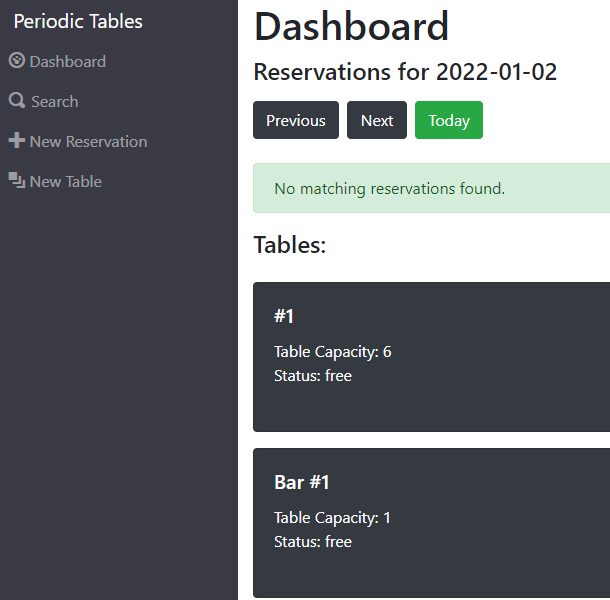 Periodic Tables
Dashboard
Search
New Reservation
New Table
Dashboard
Reservations for 2022-01-02
Previous Next Today
No matching reservations found.
Tables:
#1
Table Capacity: 6
Status: free
Bar #1
Table Capacity: 1
Status: free